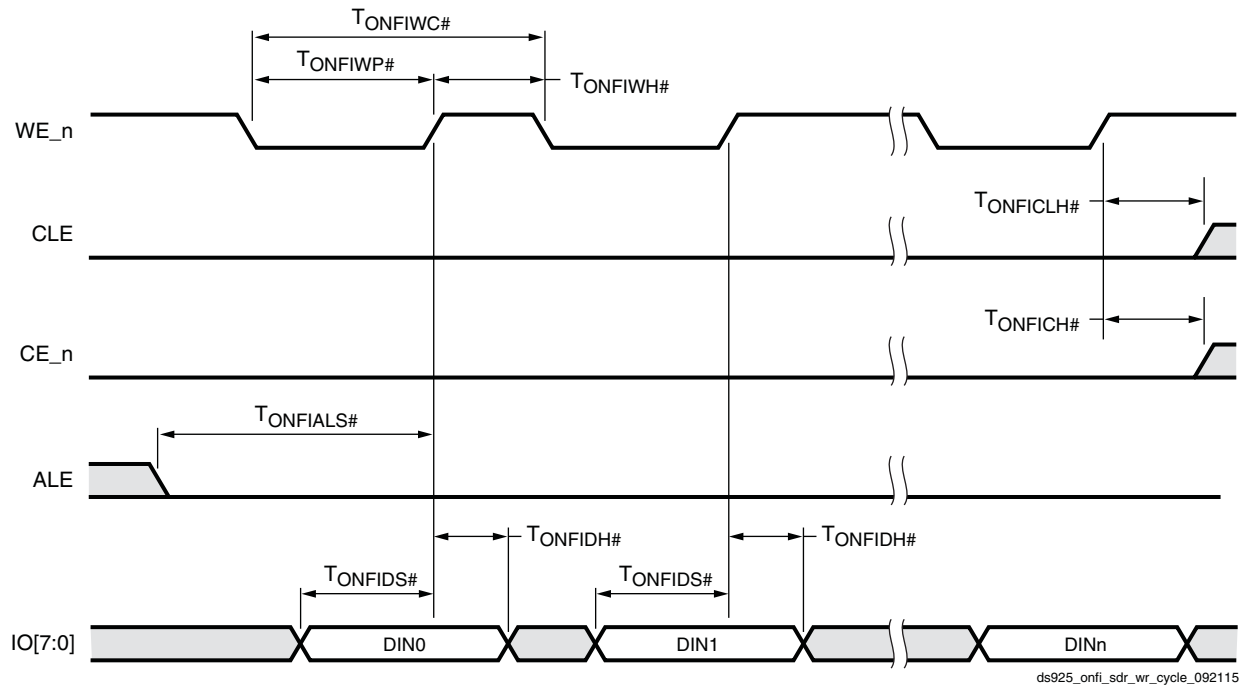 TONFIWC#
TONFIWP#
TONFIWH#
WE_n
TONFICLH#
CLE
TONFICH#
CE_n
TONFIALS#
ALE
TONFIDH#
TONFIDH#
TONFIDS#
TONFIDS#
IO[7:0]
DIN0
DIN1
DINn
ds925_onfi_sdr_wr_cycle_092115